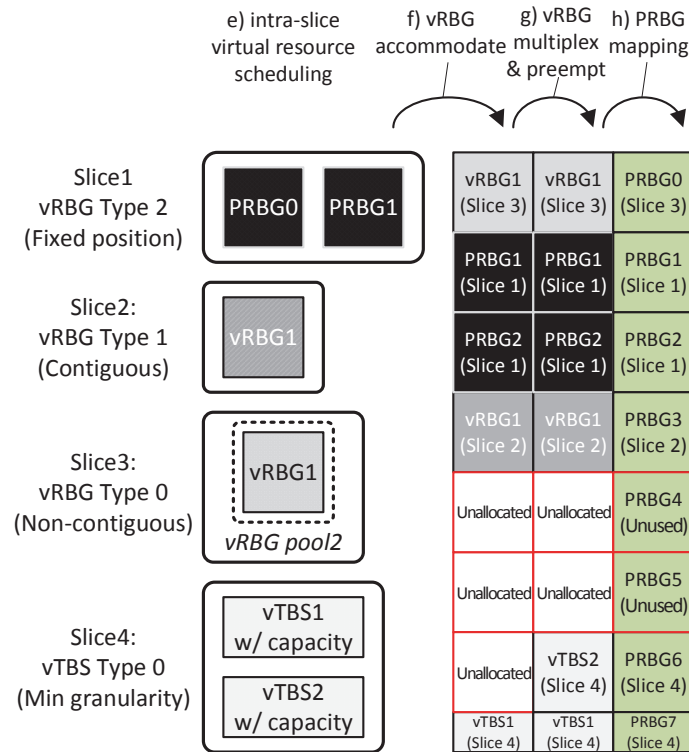 e) intra-slice
virtual resource
scheduling
f) vRBG
accommodate
g) vRBG
multiplex
& preempt
h) PRBG
mapping
Slice1
vRBG Type 2
(Fixed position)
PRBG0
PRBG1
Slice2:
vRBG Type 1
(Contiguous)
vRBG1
Slice3:
vRBG Type 0
(Non-contiguous)
vRBG1
vRBG pool2
Slice4:
vTBS Type 0
(Min granularity)
vTBS1
w/ capacity
vTBS2
w/ capacity
vRBG1
(Slice 3)
vRBG1
(Slice 3)
PRBG0
(Slice 3)
PRBG1
(Slice 1)
PRBG1
(Slice 1)
PRBG1
(Slice 1)
PRBG2
(Slice 1)
PRBG2
(Slice 1)
PRBG2
(Slice 1)
vRBG1
(Slice 2)
vRBG1
(Slice 2)
PRBG3
(Slice 2)
Unallocated
Unallocated
PRBG4
(Unused)
Unallocated
Unallocated
PRBG5
(Unused)
Unallocated
vTBS2
(Slice 4)
PRBG6
(Slice 4)
vTBS1
(Slice 4)
vTBS1
(Slice 4)
PRBG7
(Slice 4)